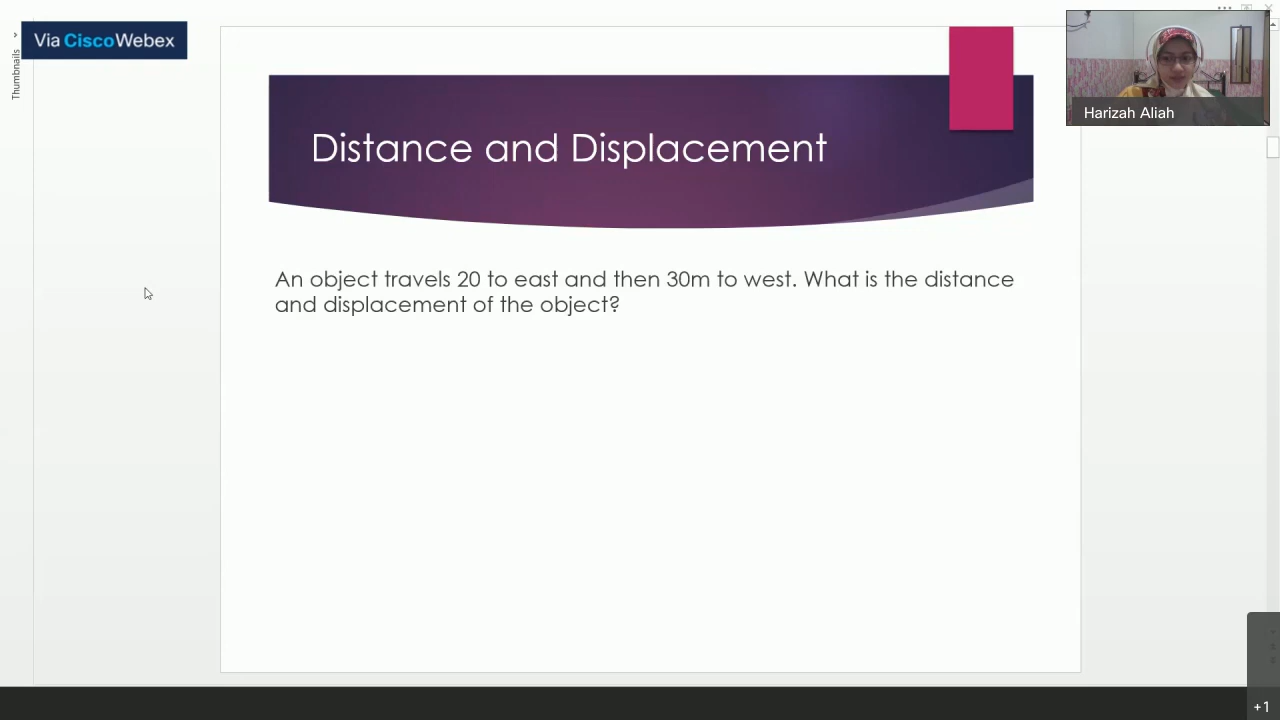 Thumbnails
Via CiscoWebex
Harizah Aliah
Distance and Displacement
An object travels 20 to east and then 30m to west. What is the distance
and displacement of the object?
+1